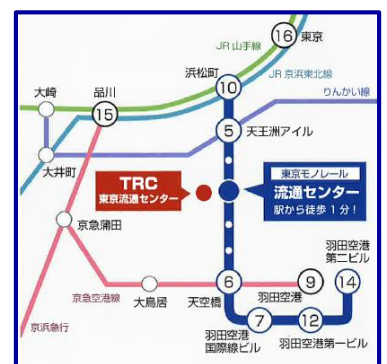 16
東京
JR 山手線
浜松町
10
JR 京浜東北線
りんかい線
大崎
品川
15
5
天王洲アイル
大井町
TRC
東京流通センター
東京モノレール
流通センター
駅から徒歩 1 分!
京急蒲田
羽田空港
第二ビル
6
9
14
京急空港線
大鳥居
天空橋
羽田空港
京浜急行
羽田空港
国際線ビル
7
12
羽田空港第一ビル